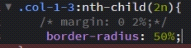 .col-1-3:nth-child(2n){
/* margin: 0 2%;*/
border-radius: 50%;